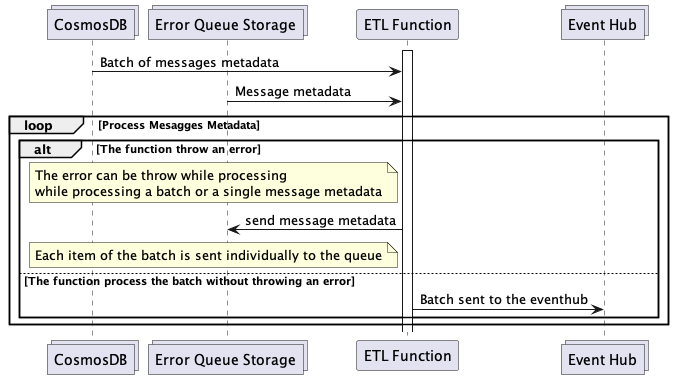 CosmosDB
Error Queue Storage
ETL Function
Event Hub
Batch of messages metadata
Message metadata
loop
[Process Mesagges Metadata]
alt
[The function throw an error]
The error can be throw while processing
while processing a batch or a single message metadata
send message metadata
Each item of the batch is sent individually to the queue
[The function process the batch without throwing an error]
Batch sent to the eventhub
CosmosDB
Error Queue Storage
ETL Function
Event Hub